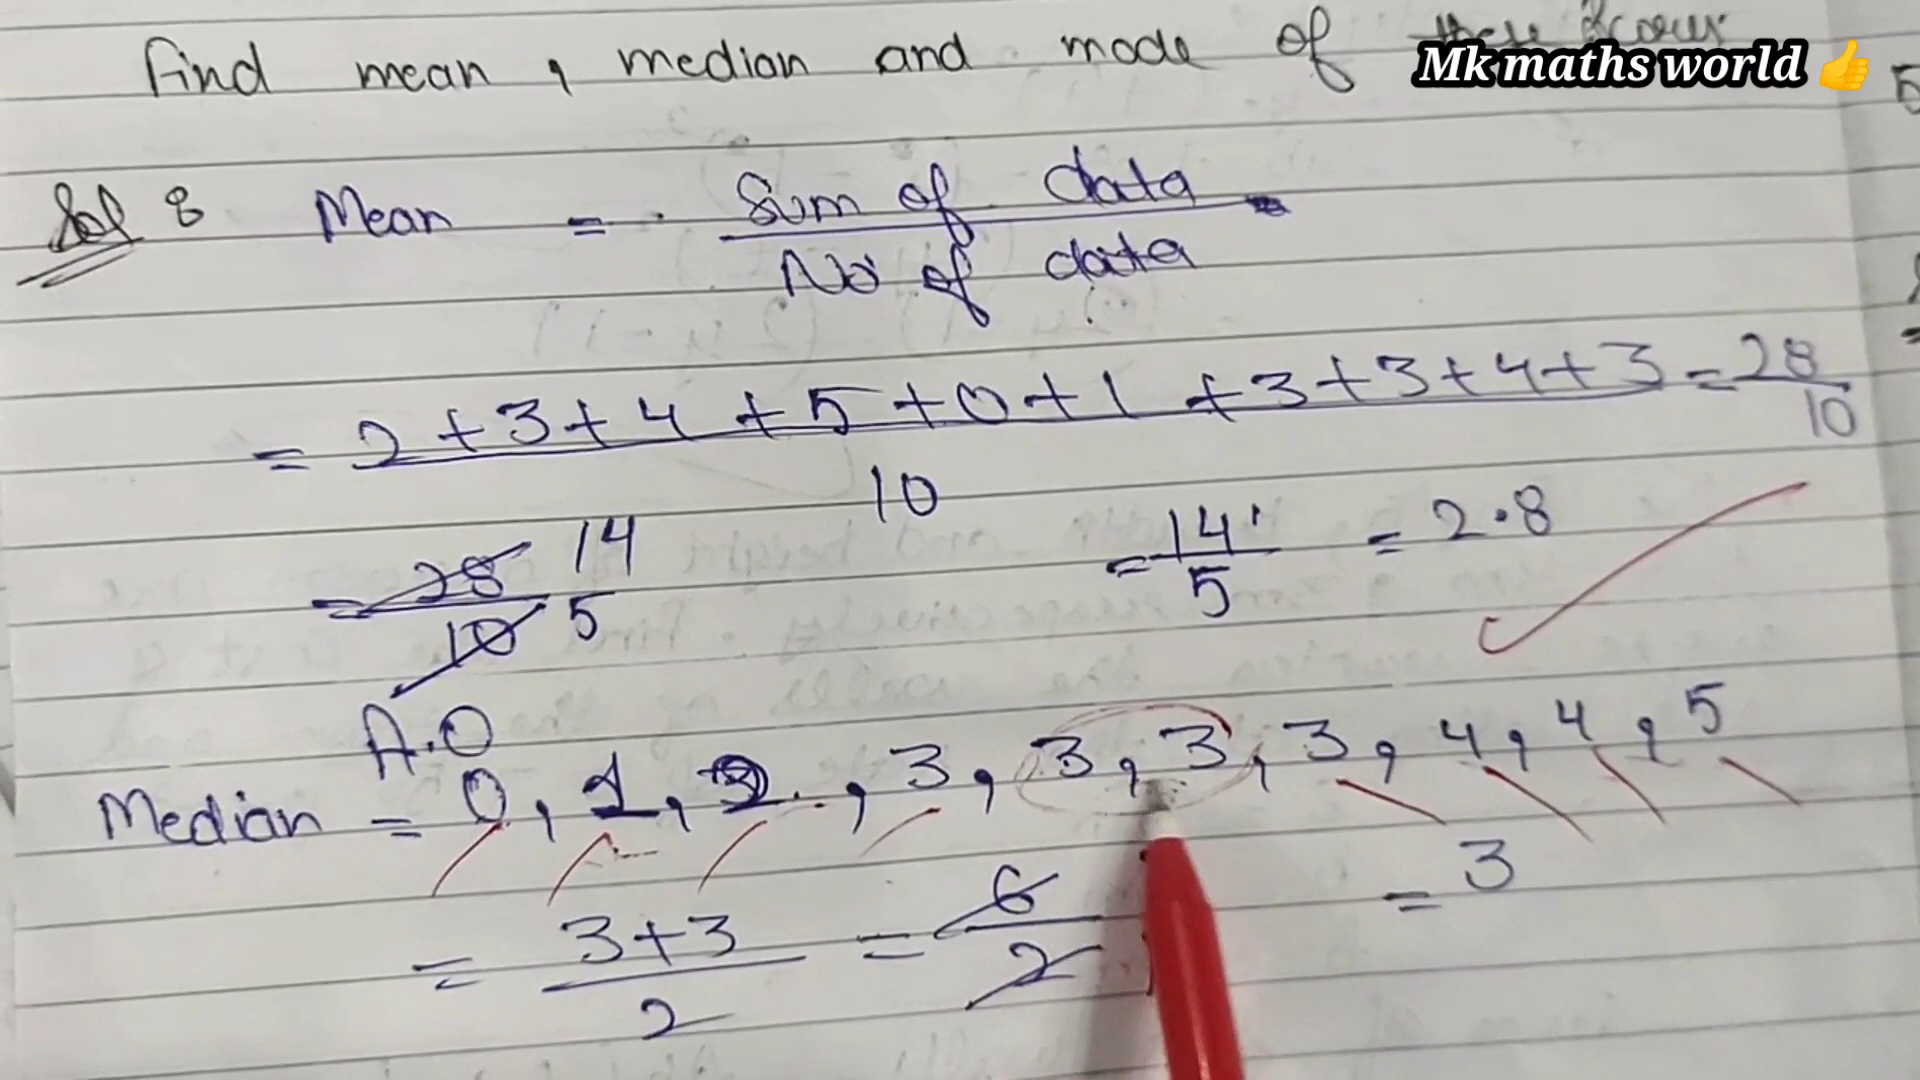 Find mean , median and mode of these
Mk maths world 👍
Sol : Mean = Sum of data / No of data
= 2+3+4+5+0+1+3+3+4+3 / 10 = 28/10
= 28/10 14/5 = 14/5 = 2.8
A.O
Median = 0, 1, 2, 3, 3, 3, 3, 4, 4, 5
= 3+3/2 = 6/2 = 3